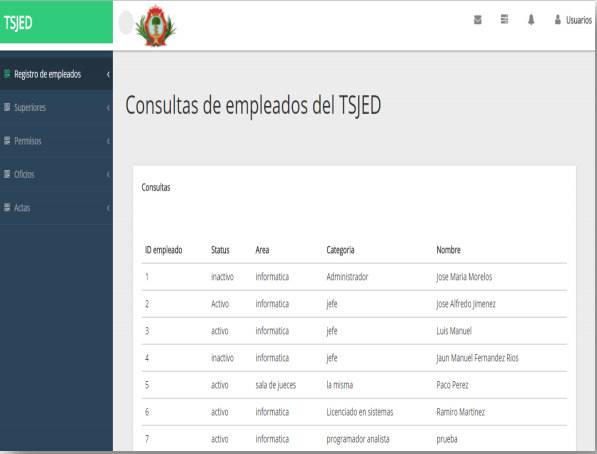 TSJED
Usuarios
Registro de empleados
Superiores
Permisos
Oficios
Actas
Consultas de empleados del TSJED
Consultas
ID empleado Status Area Categoria Nombre
1 inactivo informatica Administrador Jose Maria Morelos
2 Activo informatica jefe Jose Alfredo Jimenez
3 activo informatica jefe Luis Manuel
4 inactivo informatica jefe Jaun Manuel Fernandez Rios
5 activo sala de jueces la misma Paco Perez
6 activo informatica Licenciado en sistemas Ramiro Martinez
7 activo informatica programador analista prueba